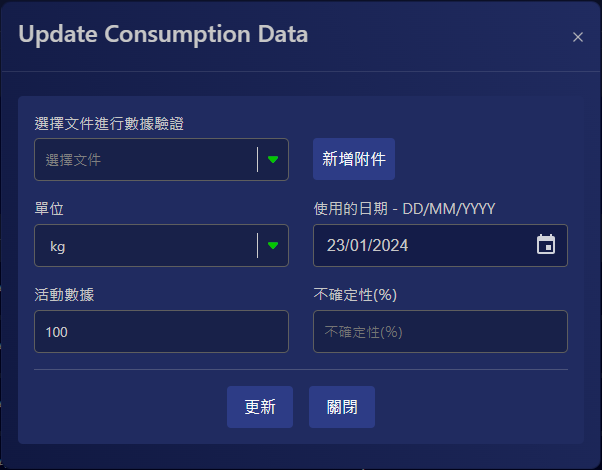 Update Consumption Data
×
選擇文件進行數據驗證
選擇文件
新增附件
單位
使用的日期 - DD/MM/YYYY
kg
23/01/2024
活動數據
不確定性(%)
100
不確定性(%)
更新
關閉